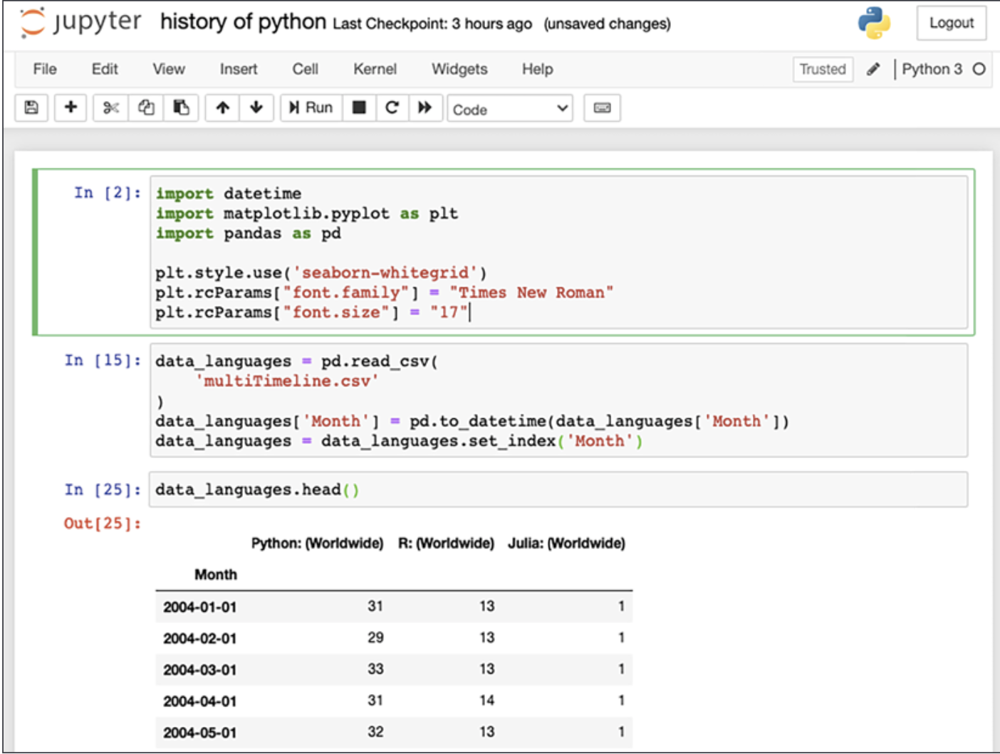 jupyter history of python Last Checkpoint: 3 hours ago (unsaved changes) Logout
File Edit View Insert Cell Kernel Widgets Help Trusted Python 3
Run Code
In [2]: import datetime
import matplotlib.pyplot as plt
import pandas as pd
plt.style.use('seaborn-whitegrid')
plt.rcParams["font.family"] = "Times New Roman"
plt.rcParams["font.size"] = "17"
In [15]: data_languages = pd.read_csv(
'multiTimeline.csv'
)
data_languages['Month'] = pd.to_datetime(data_languages['Month'])
data_languages = data_languages.set_index('Month')
In [25]: data_languages.head()
Out[25]:
Python: (Worldwide) R: (Worldwide) Julia: (Worldwide)
Month
2004-01-01 31 13 1
2004-02-01 29 13 1
2004-03-01 33 13 1
2004-04-01 31 14 1
2004-05-01 32 13 1